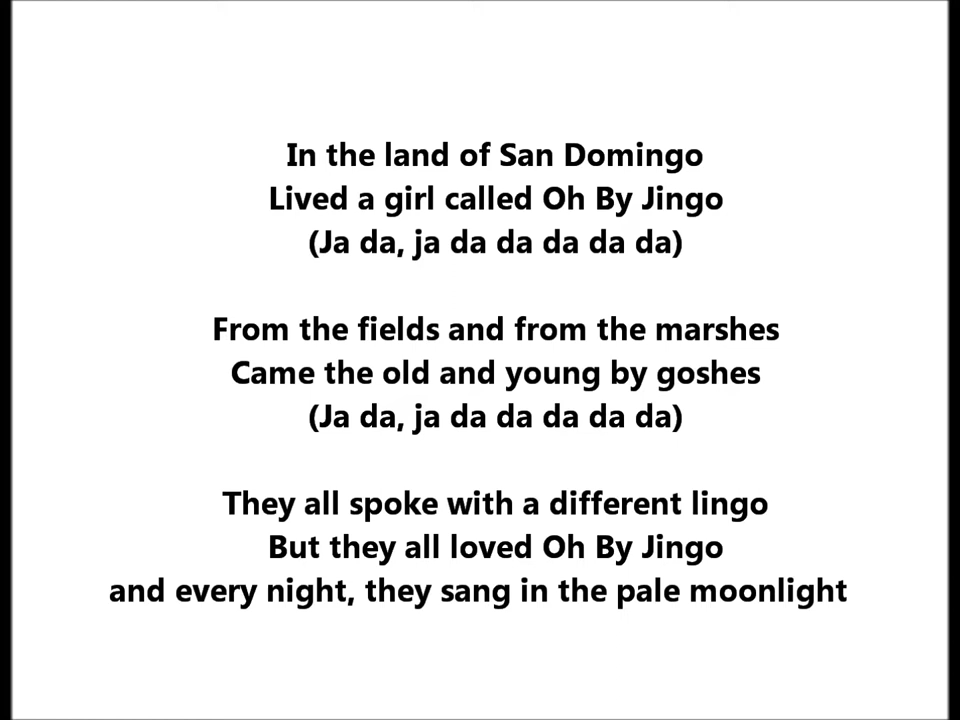 In the land of San Domingo
Lived a girl called Oh By Jingo
(Ja da, ja da da da da da)
From the fields and from the marshes
Came the old and young by goshes
(Ja da, ja da da da da da)
They all spoke with a different lingo
But they all loved Oh By Jingo
and every night, they sang in the pale moonlight